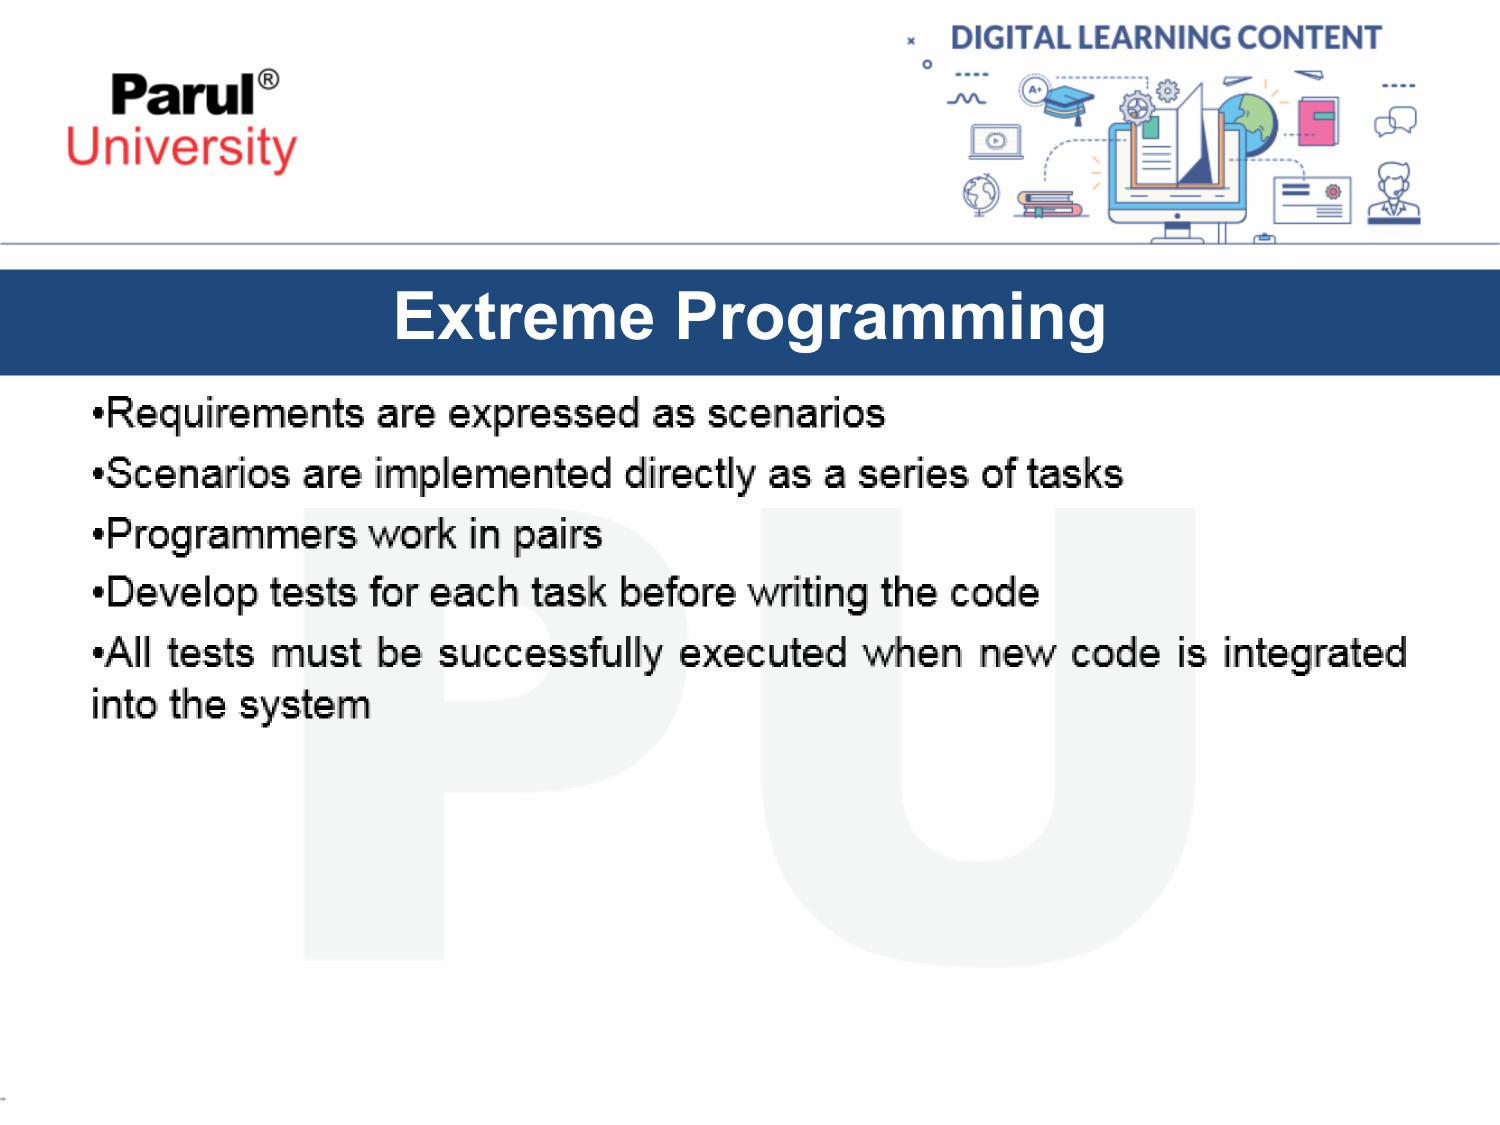 DIGITAL LEARNING CONTENT
Parul®
University
A+
Extreme Programming
•Requirements are expressed as scenarios
•Scenarios are implemented directly as a series of tasks
•Programmers work in pairs
•Develop tests for each task before writing the code
•All tests must be successfully executed when new code is integrated
into the system
PU